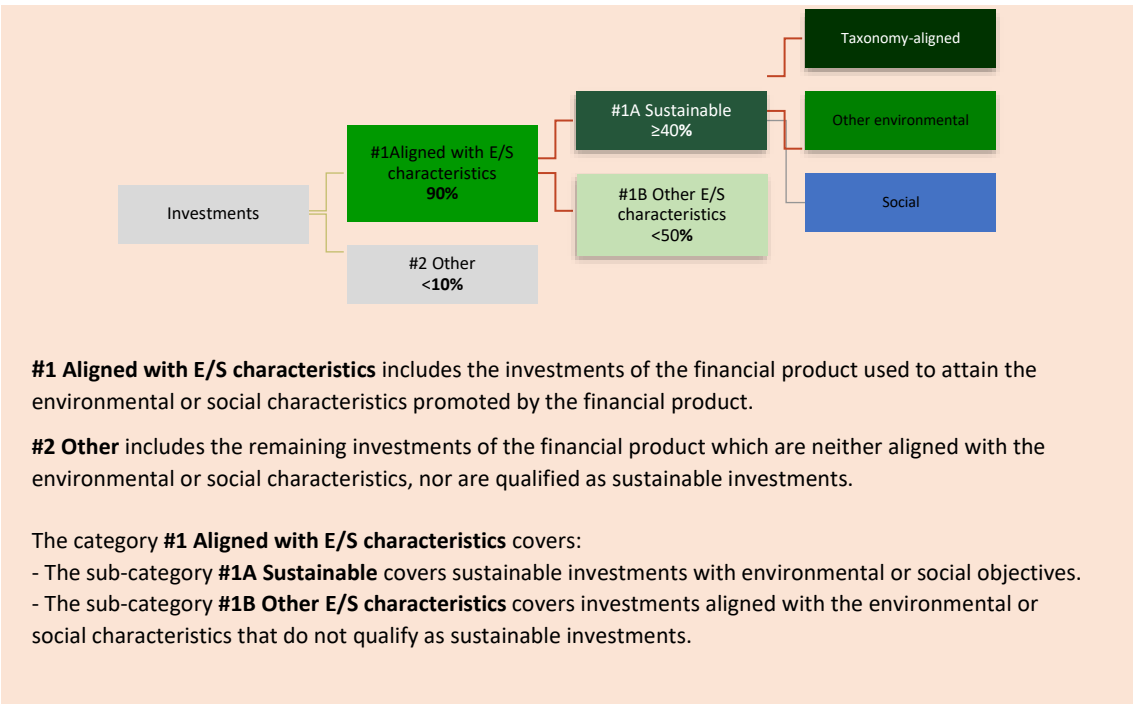 Taxonomy-aligned
#1A Sustainable
≥40%
Other environmental
#1Aligned with E/S
characteristics
90%
#1B Other E/S
characteristics
<50%
Social
Investments
#2 Other
<10%
#1 Aligned with E/S characteristics includes the investments of the financial product used to attain the
environmental or social characteristics promoted by the financial product.
#2 Other includes the remaining investments of the financial product which are neither aligned with the
environmental or social characteristics, nor are qualified as sustainable investments.
The category #1 Aligned with E/S characteristics covers:
- The sub-category #1A Sustainable covers sustainable investments with environmental or social objectives.
- The sub-category #1B Other E/S characteristics covers investments aligned with the environmental or
social characteristics that do not qualify as sustainable investments.